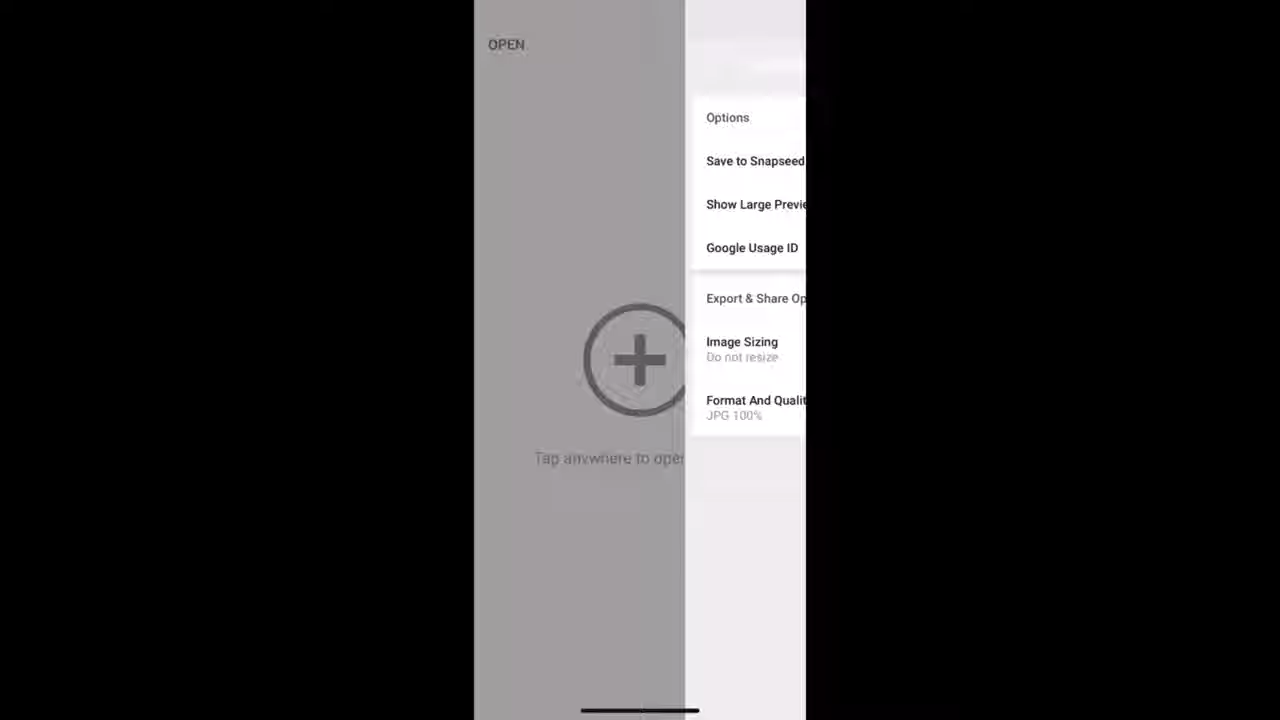 OPEN
Options
Save to Snapseed
Show Large Previe
Google Usage ID
Export & Share Op
Image Sizing
Do not resize
Format And Qualit
JPG 100%
Tap anywhere to open